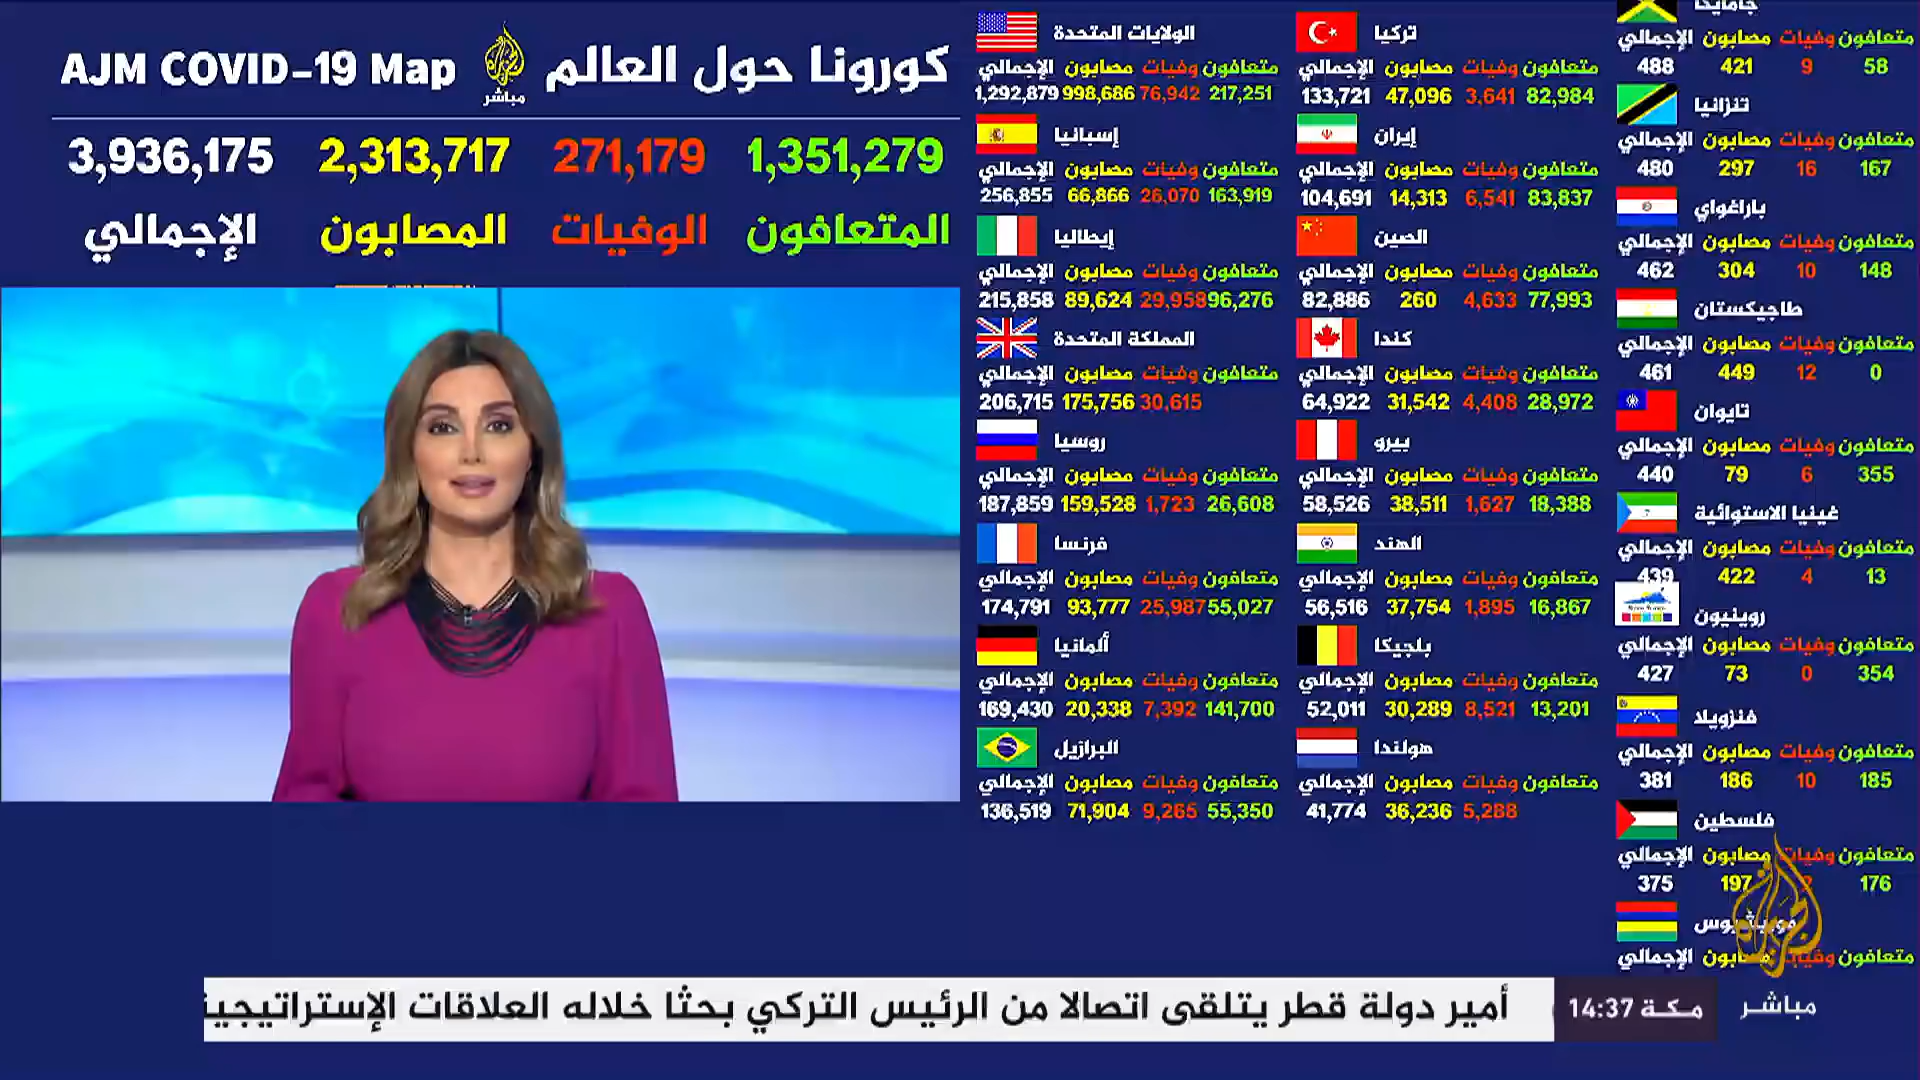 AJM COVID-19 Map مباشر كورونا حول العالم
3,936,175 2,313,717 271,179 1,351,279
الإجمالي المصابون الوفيات المتعافون
الولايات المتحدة
الإجمالي مصابون وفيات متعافون
1,292,879 998,686 76,942 217,251
إسبانيا
الإجمالي مصابون وفيات متعافون
256,855 66,866 26,070 163,919
إيطاليا
الإجمالي مصابون وفيات متعافون
215,858 89,624 29,958 96,276
المملكة المتحدة
الإجمالي مصابون وفيات متعافون
206,715 175,756 30,615
روسيا
الإجمالي مصابون وفيات متعافون
187,859 159,528 1,723 26,608
فرنسا
الإجمالي مصابون وفيات متعافون
174,791 93,777 25,987 55,027
ألمانيا
الإجمالي مصابون وفيات متعافون
169,430 20,338 7,392 141,700
البرازيل
الإجمالي مصابون وفيات متعافون
136,519 71,904 9,265 55,350
تركيا
الإجمالي مصابون وفيات متعافون
133,721 47,096 3,641 82,984
إيران
الإجمالي مصابون وفيات متعافون
104,691 14,313 6,541 83,837
الصين
الإجمالي مصابون وفيات متعافون
82,886 260 4,633 77,993
كندا
الإجمالي مصابون وفيات متعافون
64,922 31,542 4,408 28,972
بيرو
الإجمالي مصابون وفيات متعافون
58,526 38,511 1,627 18,388
الهند
الإجمالي مصابون وفيات متعافون
56,516 37,754 1,895 16,867
بلجيكا
الإجمالي مصابون وفيات متعافون
52,011 30,289 8,521 13,201
هولندا
الإجمالي مصابون وفيات متعافون
41,774 36,236 5,288
جامايكا
الإجمالي مصابون وفيات متعافون
488 421 9 58
تنزانيا
الإجمالي مصابون وفيات متعافون
480 297 16 167
باراغواي
الإجمالي مصابون وفيات متعافون
462 304 10 148
طاجيكستان
الإجمالي مصابون وفيات متعافون
461 449 12 0
تايوان
الإجمالي مصابون وفيات متعافون
440 79 6 355
غينيا الاستوائية
الإجمالي مصابون وفيات متعافون
439 422 4 13
روينيون
الإجمالي مصابون وفيات متعافون
427 73 0 354
فنزويلا
الإجمالي مصابون وفيات متعافون
381 186 10 185
فلسطين
الإجمالي مصابون وفيات متعافون
375 197 2 176
موريشيوس
الإجمالي مصابون وفيات متعافون
أمير دولة قطر يتلقى اتصالا من الرئيس التركي بحثا خلاله العلاقات
مكة 14:37
الجزيرة
مباشر